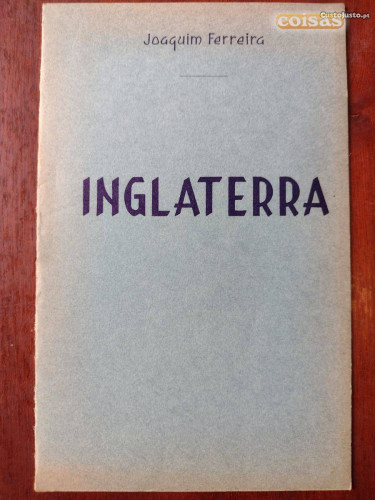 coisas
CustoJusto.pt
Joaquim Ferreira
INGLATERRA